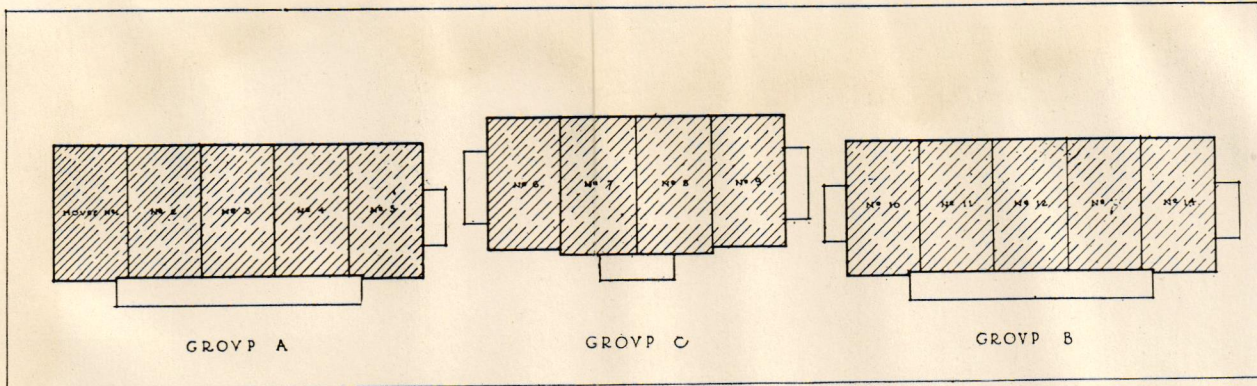 HOVSE Nº1. Nº 2 Nº 3 Nº 4 Nº 5
Nº 6 Nº 7 Nº 8 Nº 9
Nº 10 Nº 11 Nº 12 Nº Nº 14
GROVP A
GROVP C
GROVP B